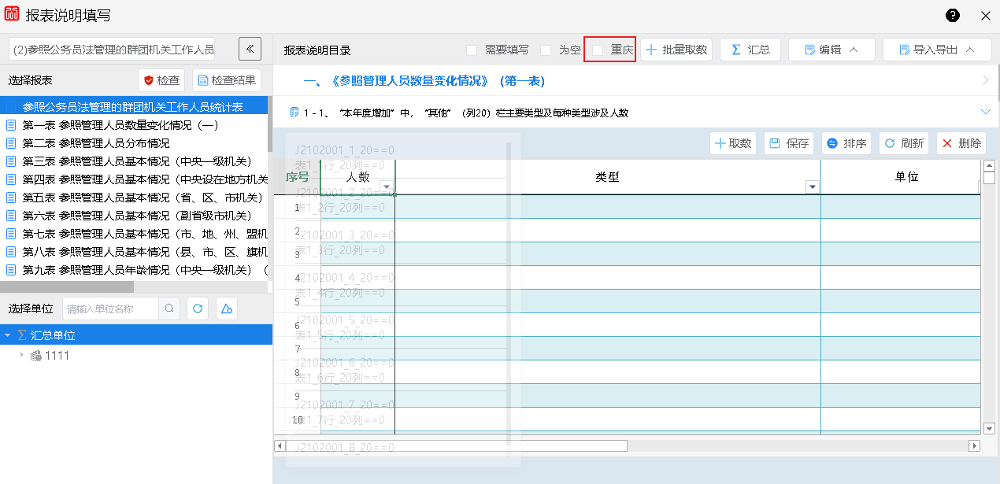 报表说明填写
(2)参照公务员法管理的群团机关工作人员
报表说明目录
需要填写
为空
重庆
批量取数
汇总
编辑
导入导出
选择报表
检查
检查结果
一、《参照管理人员数量变化情况》（第一表）
1-1、“本年度增加”中，“其他”（列20）栏主要类型及每种类型涉及人数
参照公务员法管理的群团机关工作人员统计表
第一表 参照管理人员数量变化情况（一）
第二表 参照管理人员分布情况
第三表 参照管理人员基本情况（中央一级机关）
第四表 参照管理人员基本情况（中央设在地方机关
第五表 参照管理人员基本情况（省、区、市机关）
第六表 参照管理人员基本情况（副省级市机关）
第七表 参照管理人员基本情况（市、地、州、盟机
第八表 参照管理人员基本情况（县、市、区、旗机
第九表 参照管理人员年龄情况（中央一级机关）（
选择单位
请输入单位名称
汇总单位
1111
取数
保存
排序
刷新
删除
序号
人数
类型
单位
1
2
3
4
5
6
7
8
9
10
J2102001_1_20==0
表1_1行_20列==0
J2102001_2_20==0
表1_2行_20列==0
J2102001_3_20==0
表1_3行_20列==0
J2102001_4_20==0
表1_4行_20列==0
J2102001_5_20==0
表1_5行_20列==0
J2102001_6_20==0
表1_6行_20列==0
J2102001_7_20==0
表1_7行_20列==0
J2102001_8_20==0